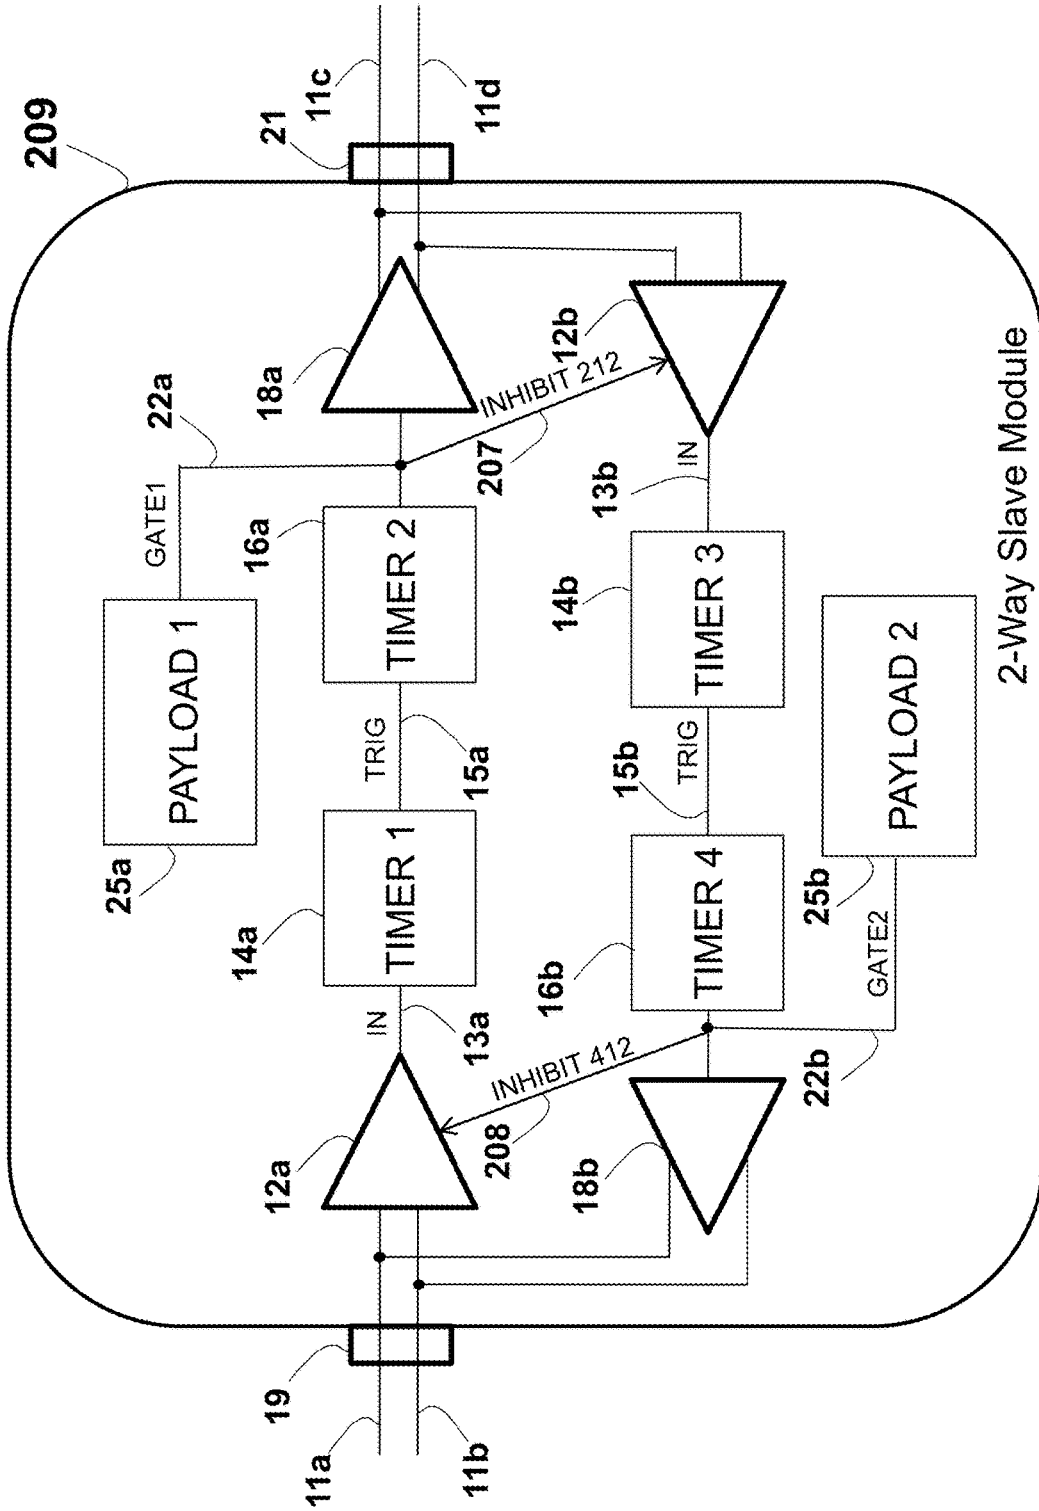 209
11c
11d
21
22a
GATE1
18a
12b
INHIBIT 212
207
16a
TIMER 2
IN
13b
PAYLOAD 1
25a
TRIG
15a
14b
TIMER 3
14a
TIMER 1
15b
TRIG
PAYLOAD 2
25b
IN
13a
16b
TIMER 4
GATE2
22b
12a
INHIBIT 412
208
18b
19
11a
11b
2-Way Slave Module